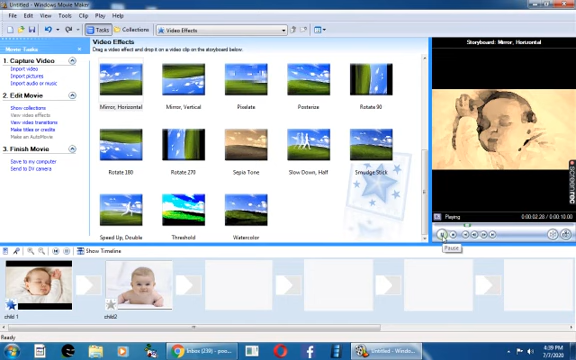 Untitled - Windows Movie Maker
File Edit View Tools Clip Play Help
Tasks Collections Video Effects
Movie Tasks
1. Capture Video
Import video
Import pictures
Import audio or music
2. Edit Movie
Show collections
View video effects
View video transitions
Make titles or credits
Make an AutoMovie
3. Finish Movie
Save to my computer
Send to DV camera
Video Effects
Drag a video effect and drop it on a video clip on the storyboard below.
Mirror, Horizontal Mirror, Vertical Pixelate Posterize Rotate 90
Rotate 180 Rotate 270 Sepia Tone Slow Down, Half Smudge Stick
Speed Up, Double Threshold Watercolor
Storyboard: Mirror, Horizontal
Playing 0:00:02.28 / 0:00:10.00
Pause
Show Timeline
child 1 child2
Ready
Inbox (238) - pou... Untitled - Windo...
4:39 PM
7/7/2020